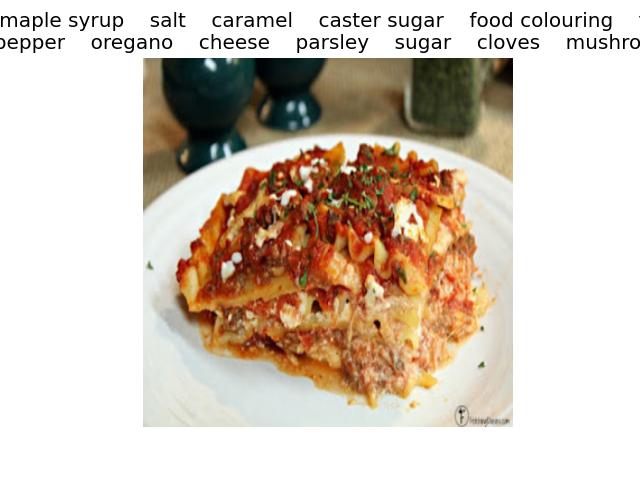 maple syrup salt caramel caster sugar food colouring
pepper oregano cheese parsley sugar cloves